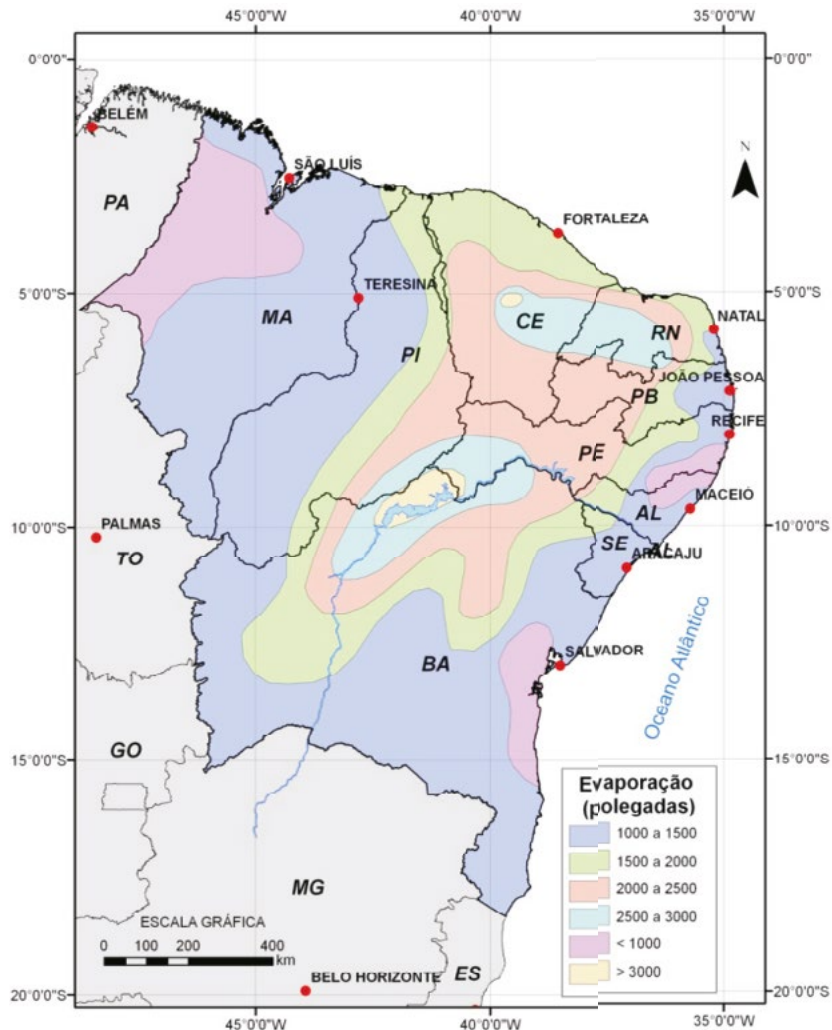 45°0'0"W
40°0'0"W
35°0'0"W
0°0'0"
0°0'0"
BELÉM
N
SÃO LUÍS
PA
FORTALEZA
5°0'0"S
5°0'0"S
TERESINA
CE
NATAL
MA
RN
PI
JOÃO PESSOA
PB
RECIFE
PE
MACEIÓ
AL
10°0'0"S
10°0'0"S
PALMAS
SE
AL
TO
ARACAJU
Oceano Atlântico
BA
SALVADOR
GO
15°0'0"S
15°0'0"S
Evaporação
(polegadas)
1000 a 1500
1500 a 2000
2000 a 2500
2500 a 3000
< 1000
> 3000
MG
ESCALA GRÁFICA
0 100 200 400
km
BELO HORIZONTE
ES
20°0'0"S
20°0'0"S
45°0'0"W
40°0'0"W
35°0'0"W